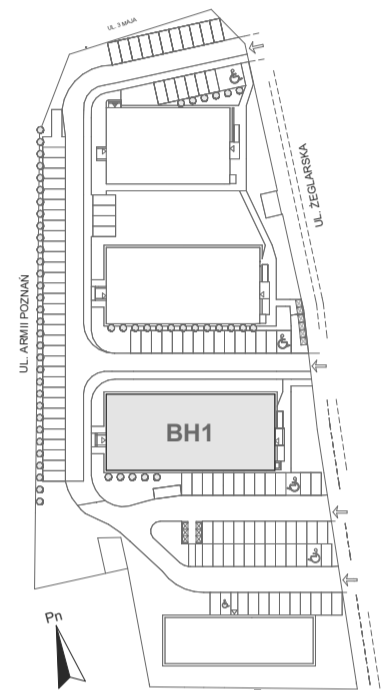 UL. 3 MAJA
UL. ŻEGLARSKA
UL. ARMII POZNAŃ
BH1
Pn